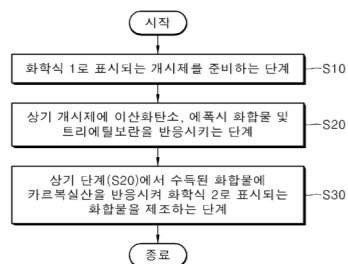 시작
화학식 1로 표시되는 개시제를 준비하는 단계
S10
상기 개시제에 이산화탄소, 에폭시 화합물 및
트리에틸보란을 반응시키는 단계
S20
상기 단계(S20)에서 수득된 화합물에
카르복실산을 반응시켜 화학식 2로 표시되는
화합물을 제조하는 단계
S30
종료